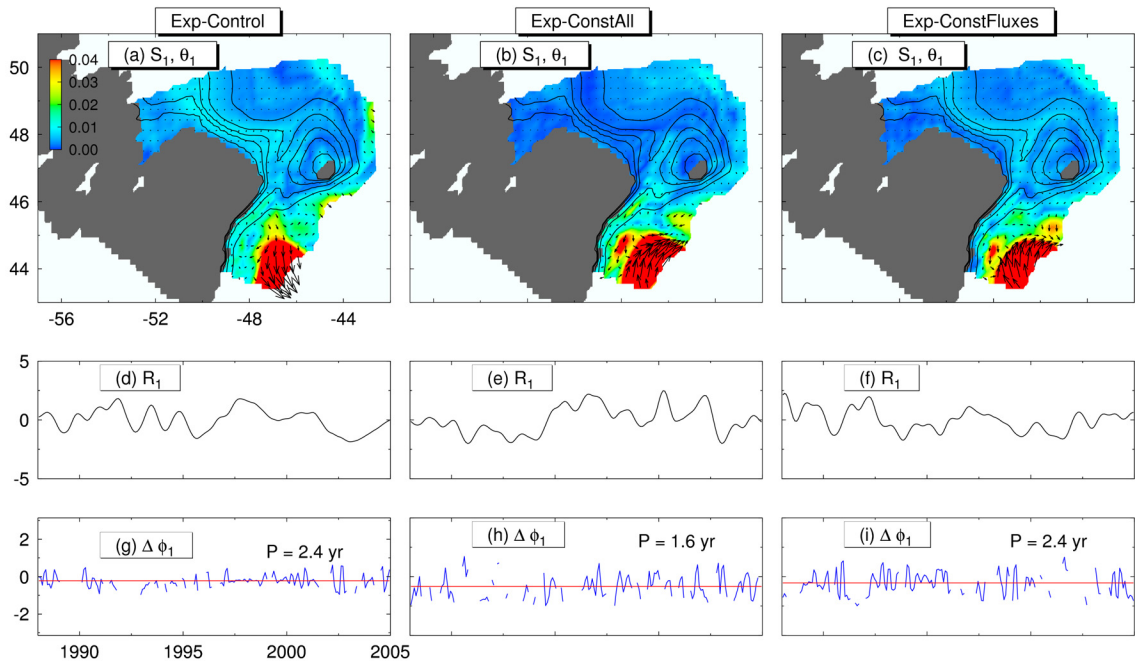 Exp-Control
Exp-ConstAll
Exp-ConstFluxes
(a) S₁, θ₁
(b) S₁, θ₁
(c) S₁, θ₁
0.04
0.03
0.02
0.01
0.00
50
48
46
44
-56
-52
-48
-44
(d) R₁
(e) R₁
(f) R₁
5
0
-5
(g) Δ ϕ₁
P = 2.4 yr
(h) Δ ϕ₁
P = 1.6 yr
(i) Δ ϕ₁
P = 2.4 yr
2
0
-2
1990
1995
2000
2005